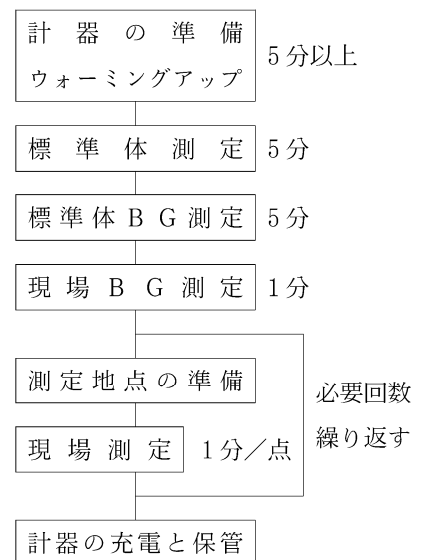 計器の準備
ウォーミングアップ
5分以上
標準体測定
5分
標準体BG測定
5分
現場BG測定
1分
測定地点の準備
現場測定
1分／点
必要回数
繰り返す
計器の充電と保管